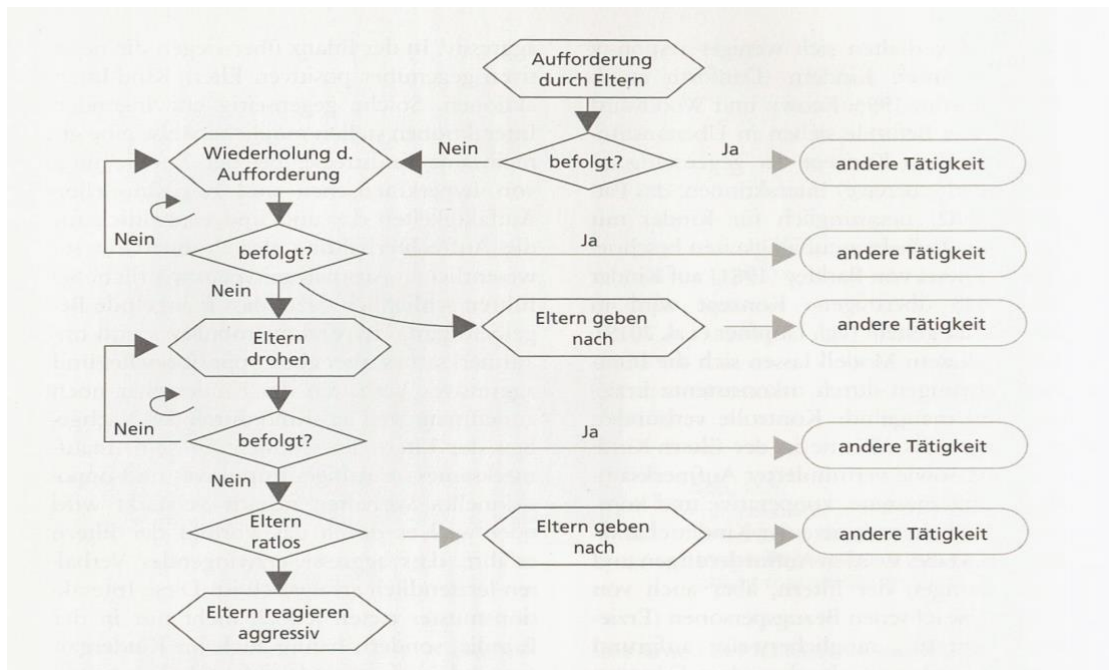 Aufforderung
durch Eltern
Wiederholung d.
Aufforderung
Nein
befolgt?
Ja
andere Tätigkeit
Nein
befolgt?
Ja
andere Tätigkeit
Nein
Eltern
drohen
Eltern geben
nach
andere Tätigkeit
Nein
befolgt?
Ja
andere Tätigkeit
Nein
Eltern
ratlos
Eltern geben
nach
andere Tätigkeit
Eltern reagieren
aggressiv